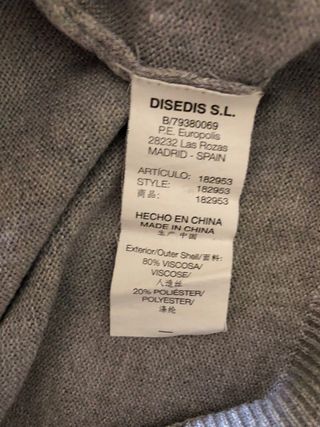 DISEDIS S.L.
B/79380069
P.E. Europolis
28232 Las Rozas
MADRID - SPAIN
ARTÍCULO: 182953
STYLE: 182953
商品: 182953
HECHO EN CHINA
MADE IN CHINA
生产 中国
Exterior/Outer Shell/面料:
80% VISCOSA/
VISCOSE/
人造丝
20% POLIÉSTER/
POLYESTER/
涤纶